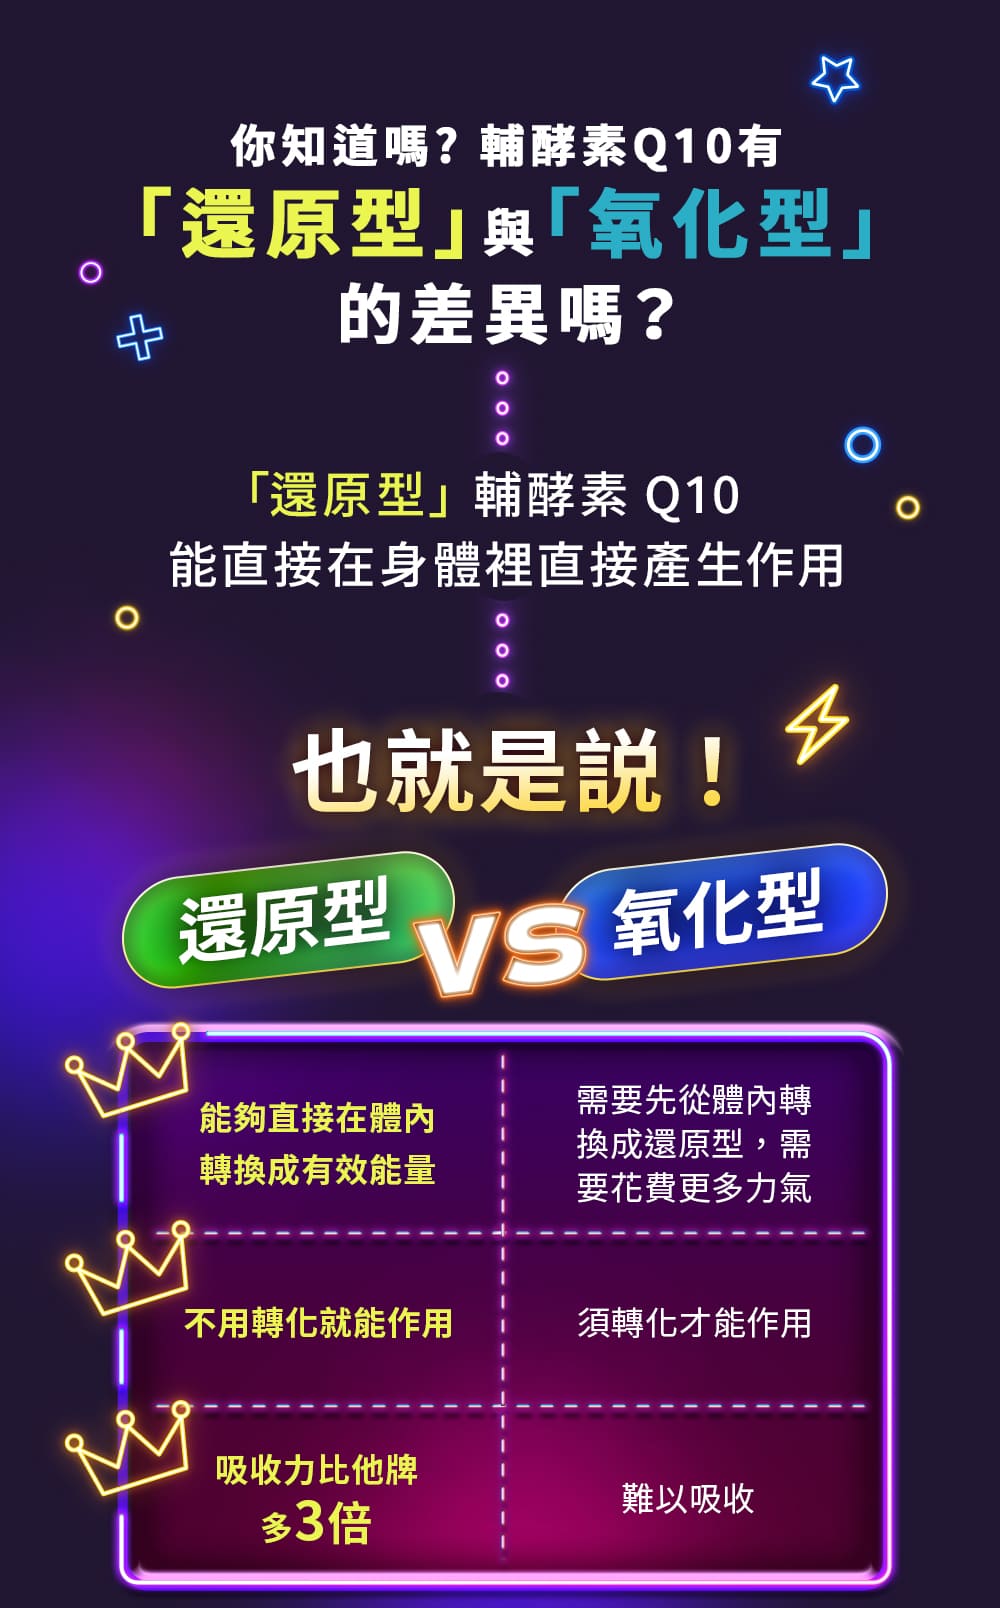 你知道嗎? 輔酵素Q10有
「還原型」與「氧化型」
的差異嗎？
「還原型」輔酵素 Q10
能直接在身體裡直接產生作用
也就是説！
還原型 VS 氧化型
能夠直接在體內
轉換成有效能量
需要先從體內轉
換成還原型，需
要花費更多力氣
不用轉化就能作用
須轉化才能作用
吸收力比他牌
多3倍
難以吸收